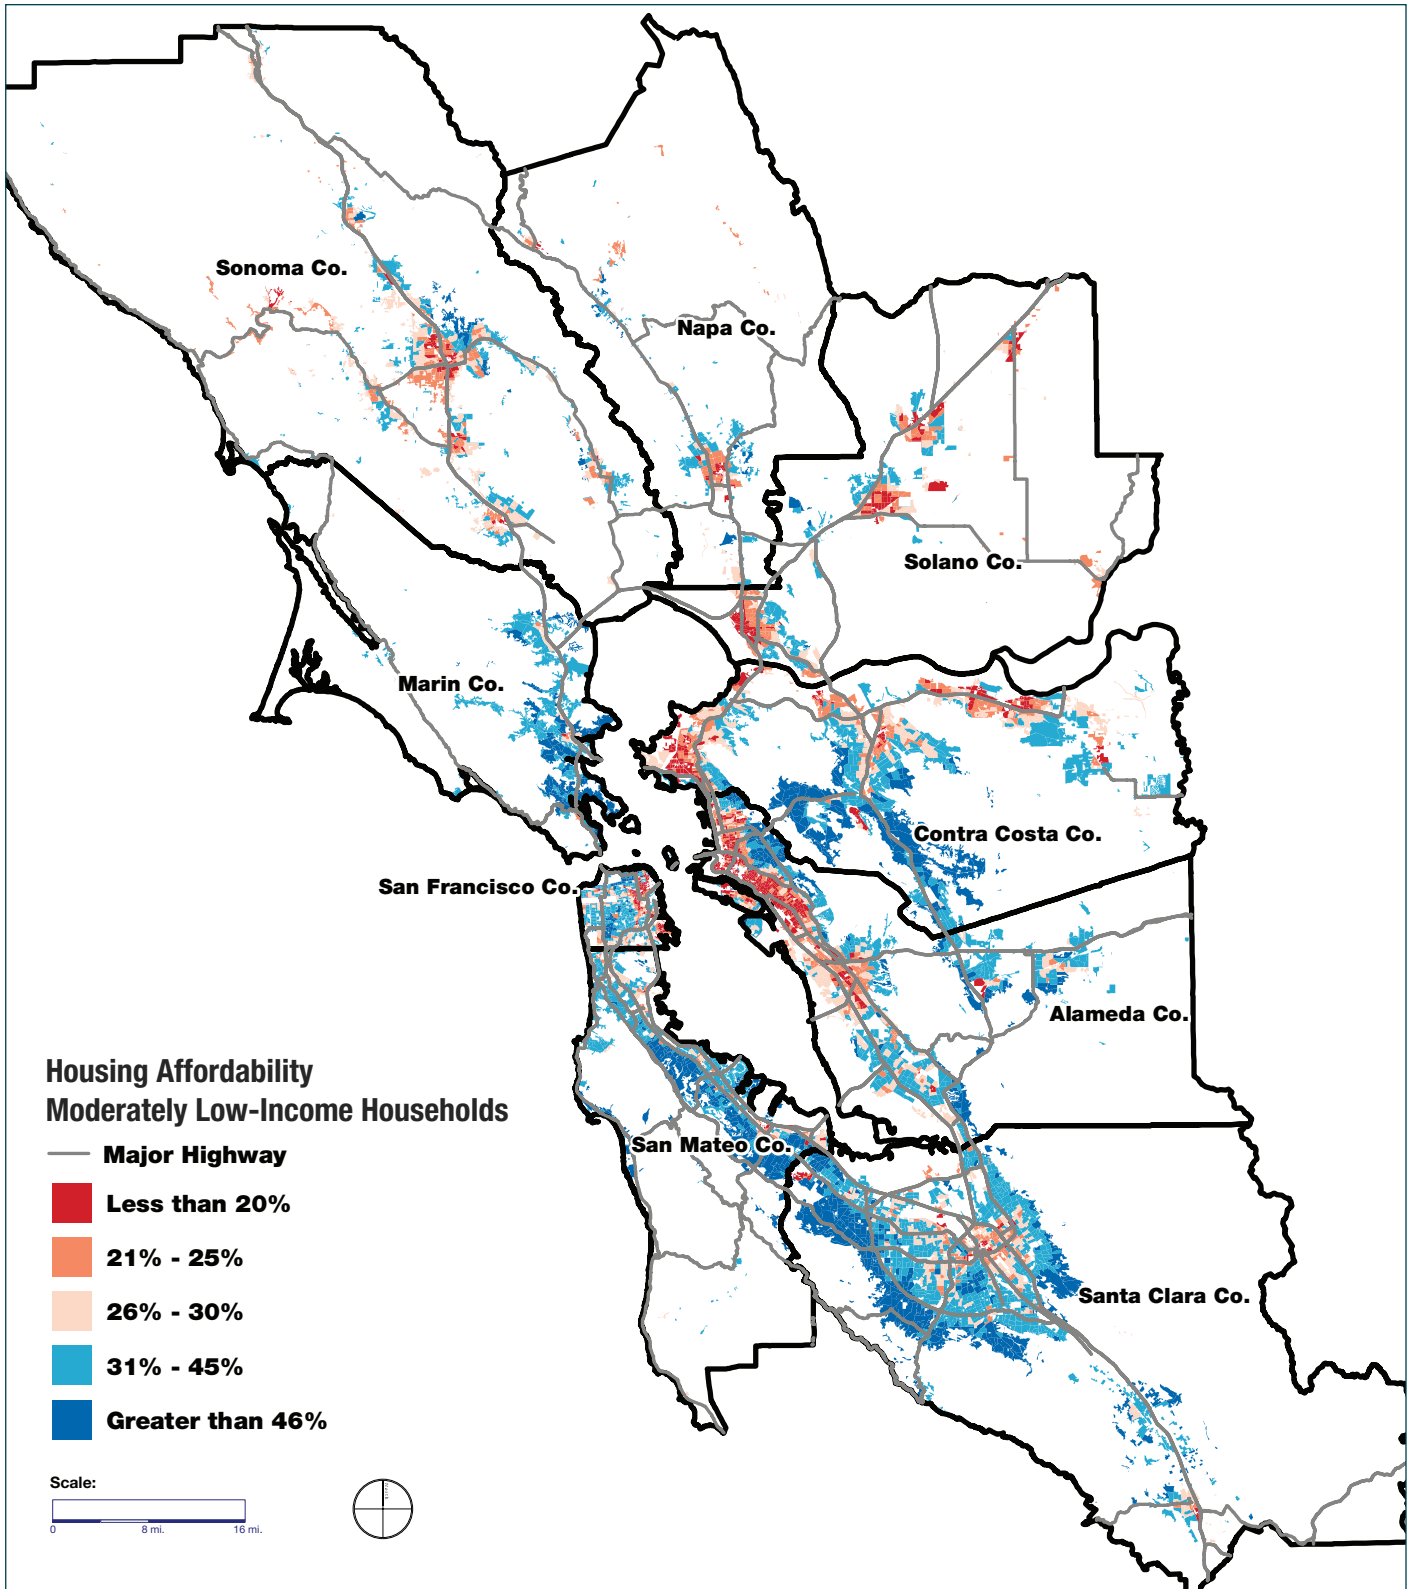 Sonoma Co.
Napa Co.
Solano Co.
Marin Co.
Contra Costa Co.
San Francisco Co.
Alameda Co.
San Mateo Co.
Santa Clara Co.
Housing Affordability
Moderately Low-Income Households
Major Highway
Less than 20%
21% - 25%
26% - 30%
31% - 45%
Greater than 46%
Scale:
0 8 mi. 16 mi.